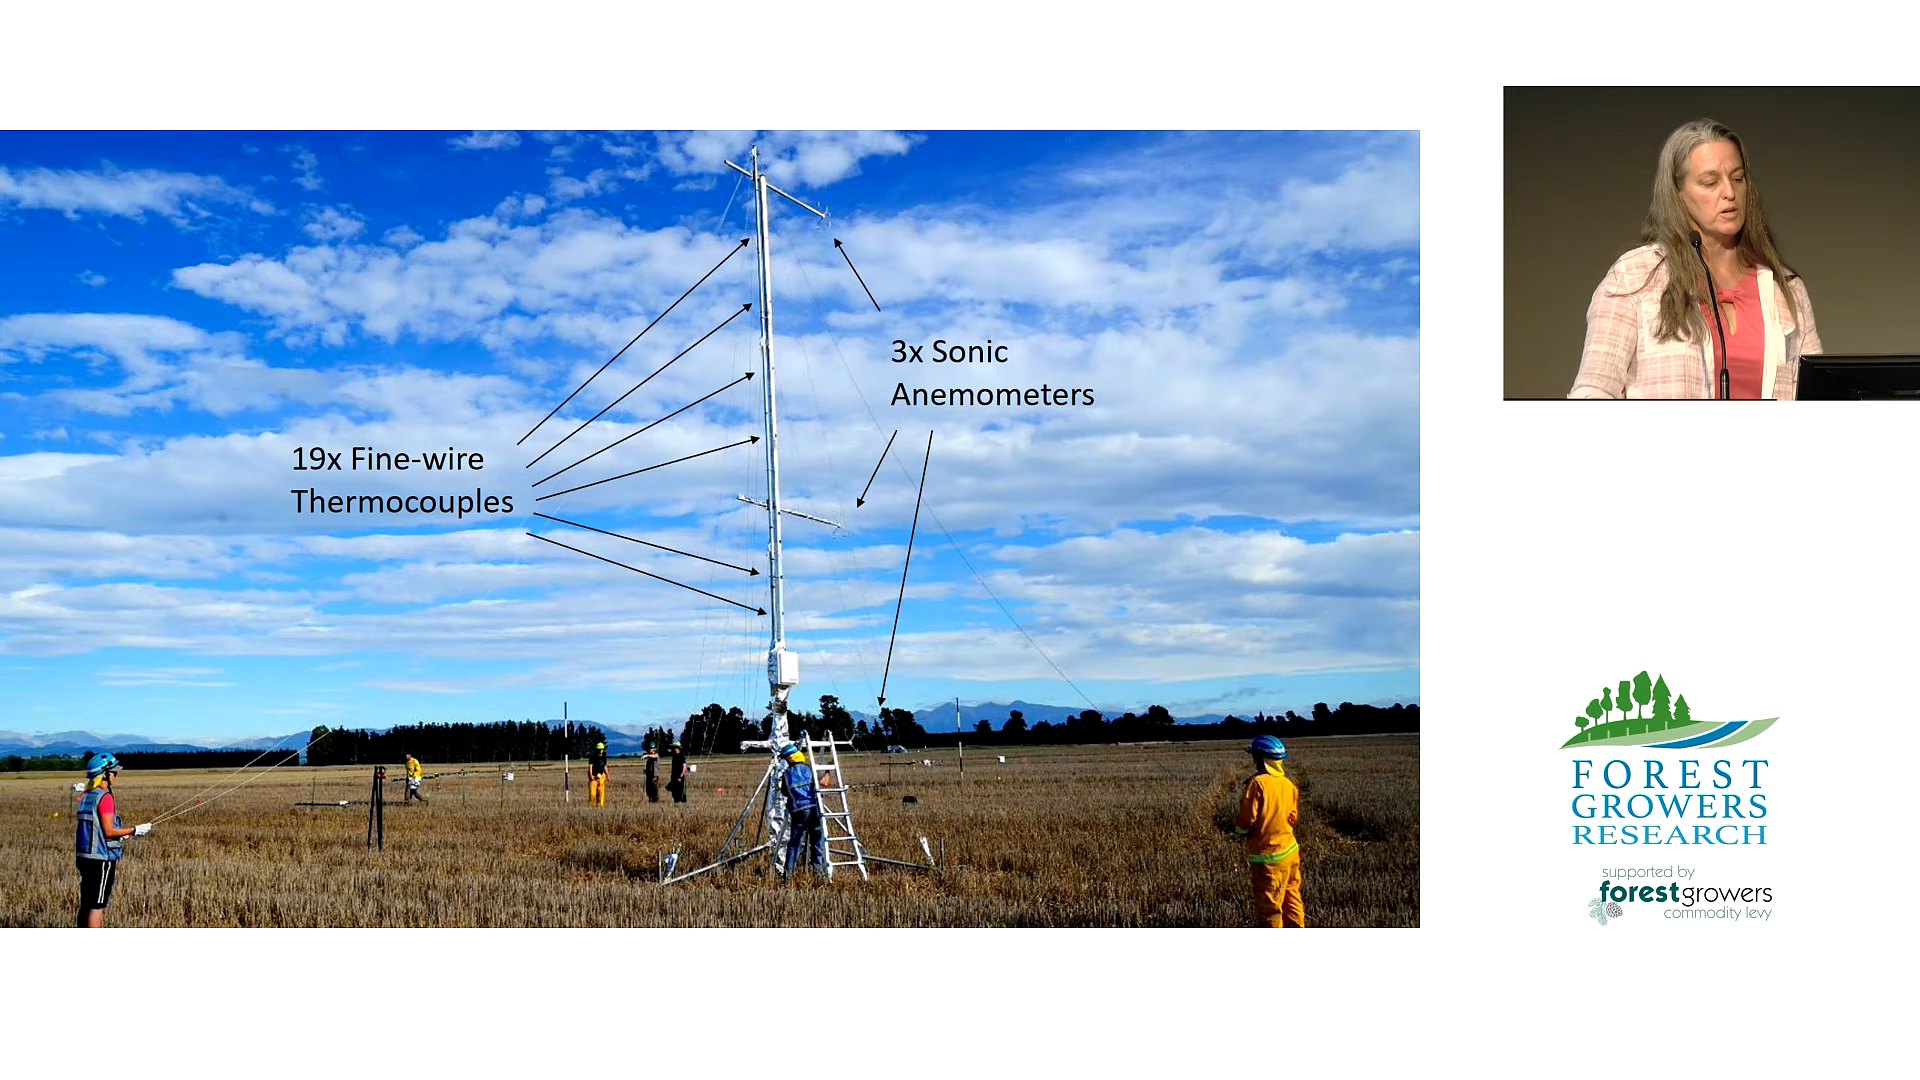 3x Sonic
Anemometers
19x Fine-wire
Thermocouples
FOREST
GROWERS
RESEARCH
supported by
forestgrowers
commodity levy